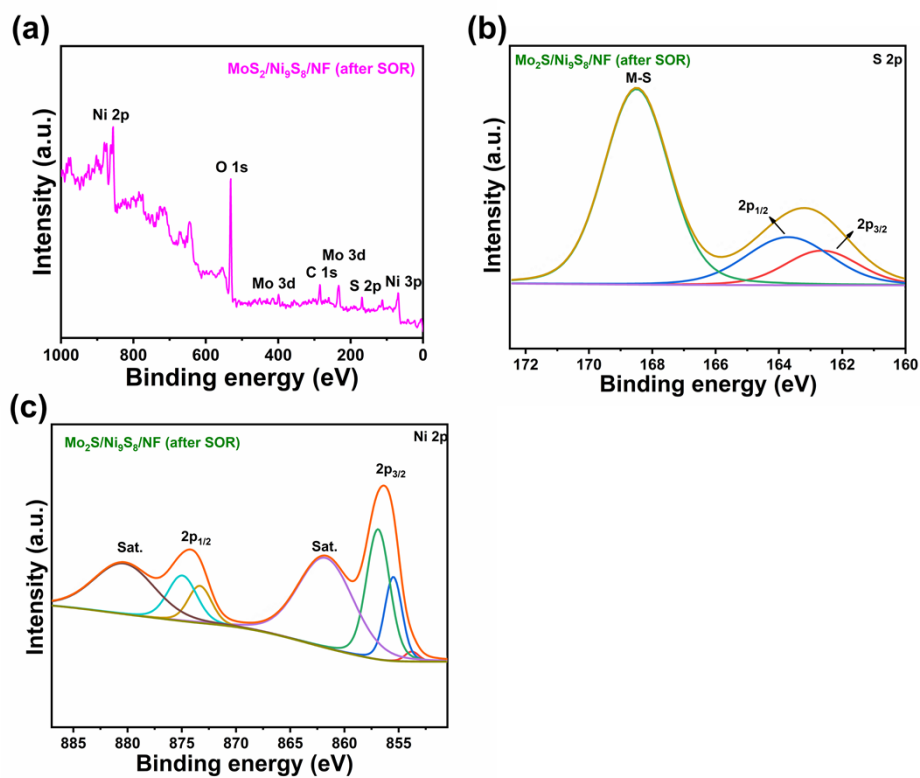 (a)
MoS₂/Ni₉S₈/NF (after SOR)
Ni 2p
O 1s
Mo 3d
C 1s
Mo 3d
S 2p
Ni 3p
Intensity (a.u.)
1000 800 600 400 200 0
Binding energy (eV)
(b)
Mo₂S/Ni₉S₈/NF (after SOR)
S 2p
M-S
2p₁/₂
2p₃/₂
Intensity (a.u.)
172 170 168 166 164 162 160
Binding energy (eV)
(c)
Mo₂S/Ni₉S₈/NF (after SOR)
Ni 2p
2p₃/₂
Sat.
2p₁/₂
Sat.
Intensity (a.u.)
885 880 875 870 865 860 855
Binding energy (eV)